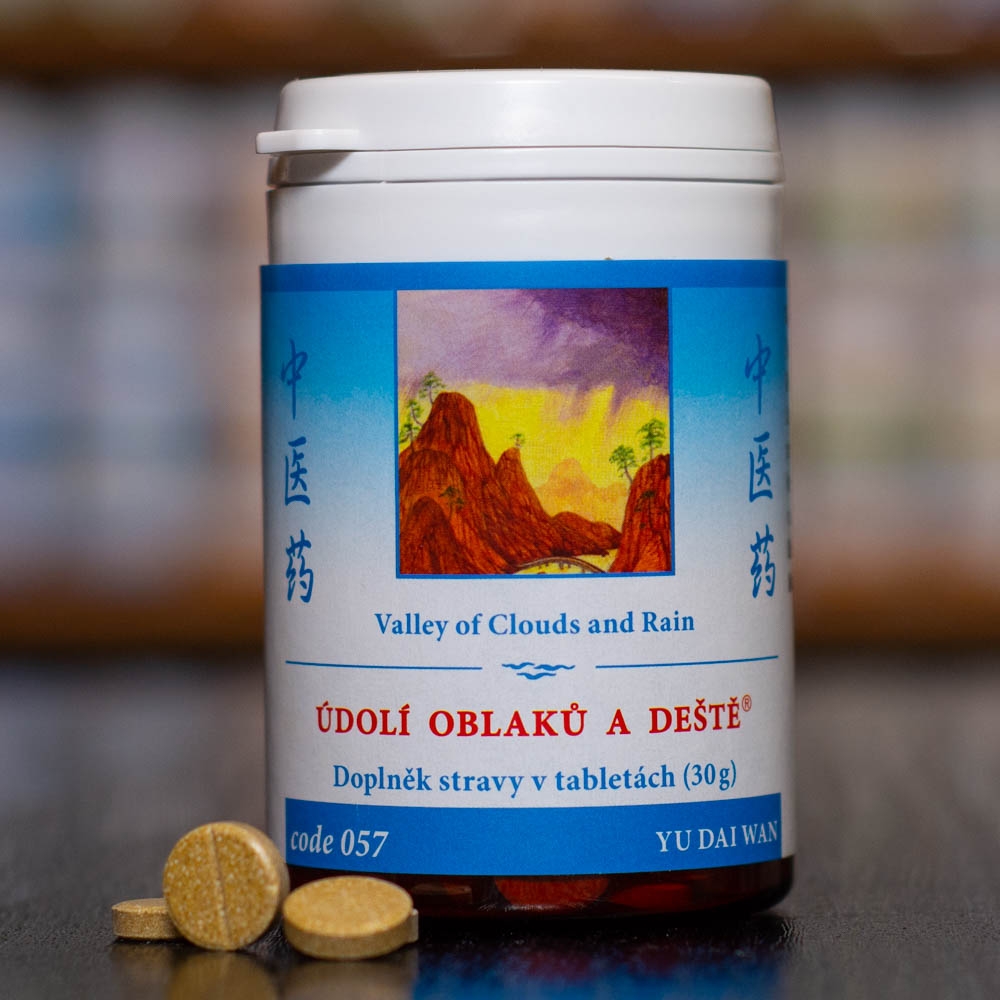 中医药
中医药
Valley of Clouds and Rain
ÚDOLÍ OBLAKŮ A DEŠTĚ®
Doplněk stravy v tabletách (30 g)
code 057
YU DAI WAN